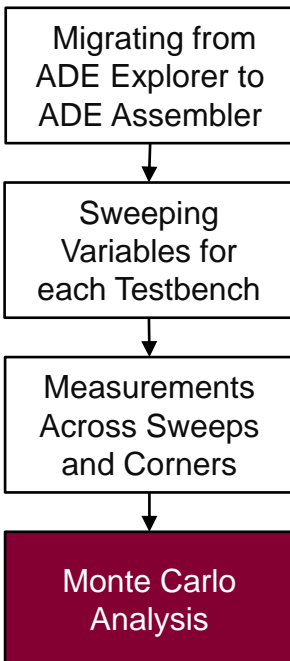 Migrating from
ADE Explorer to
ADE Assembler
Sweeping
Variables for
each Testbench
Measurements
Across Sweeps
and Corners
Monte Carlo
Analysis